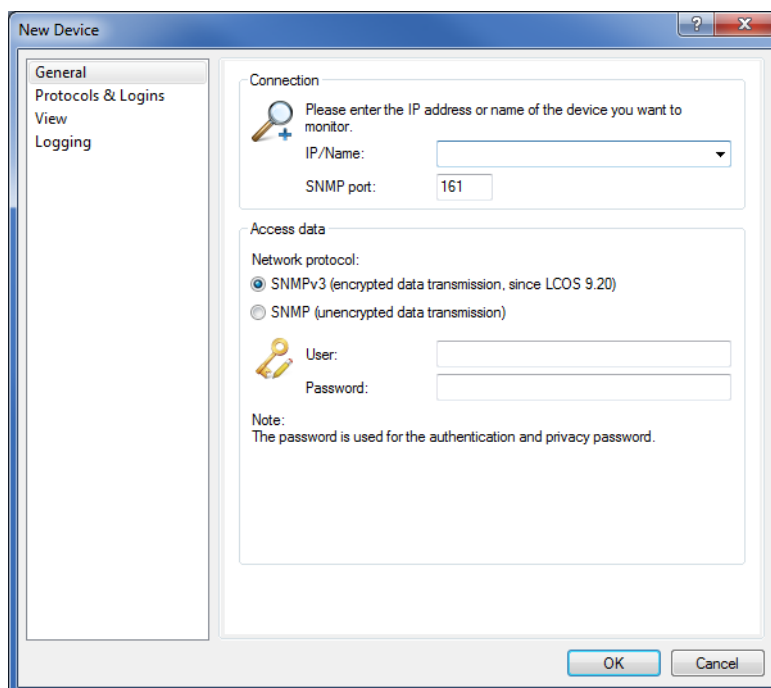 New Device
General
Protocols & Logins
View
Logging
Connection
Please enter the IP address or name of the device you want to
monitor.
IP/Name:
SNMP port:
161
Access data
Network protocol:
SNMPv3 (encrypted data transmission, since LCOS 9.20)
SNMP (unencrypted data transmission)
User:
Password:
Note:
The password is used for the authentication and privacy password.
OK
Cancel